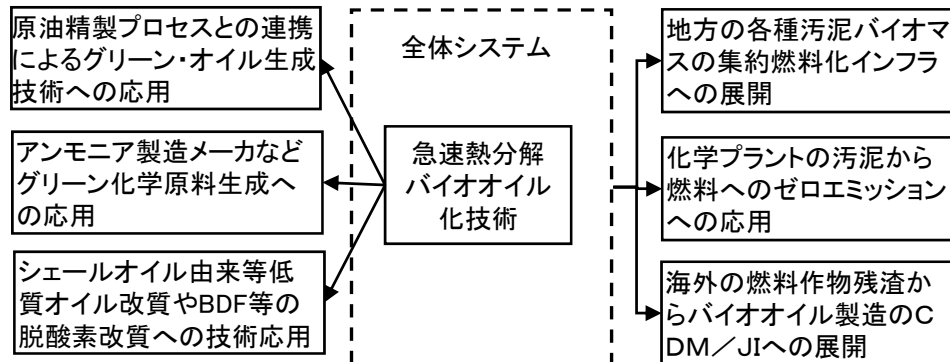 原油精製プロセスとの連携
によるグリーン・オイル生成
技術への応用
アンモニア製造メーカなど
グリーン化学原料生成へ
の応用
シェールオイル由来等低
質オイル改質やBDF等の
脱酸素改質への技術応用
全体システム
急速熱分解
バイオオイル
化技術
地方の各種汚泥バイオマ
スの集約燃料化インフラ
への展開
化学プラントの汚泥から
燃料へのゼロエミッション
への応用
海外の燃料作物残渣か
らバイオオイル製造のC
DM／JIへの展開